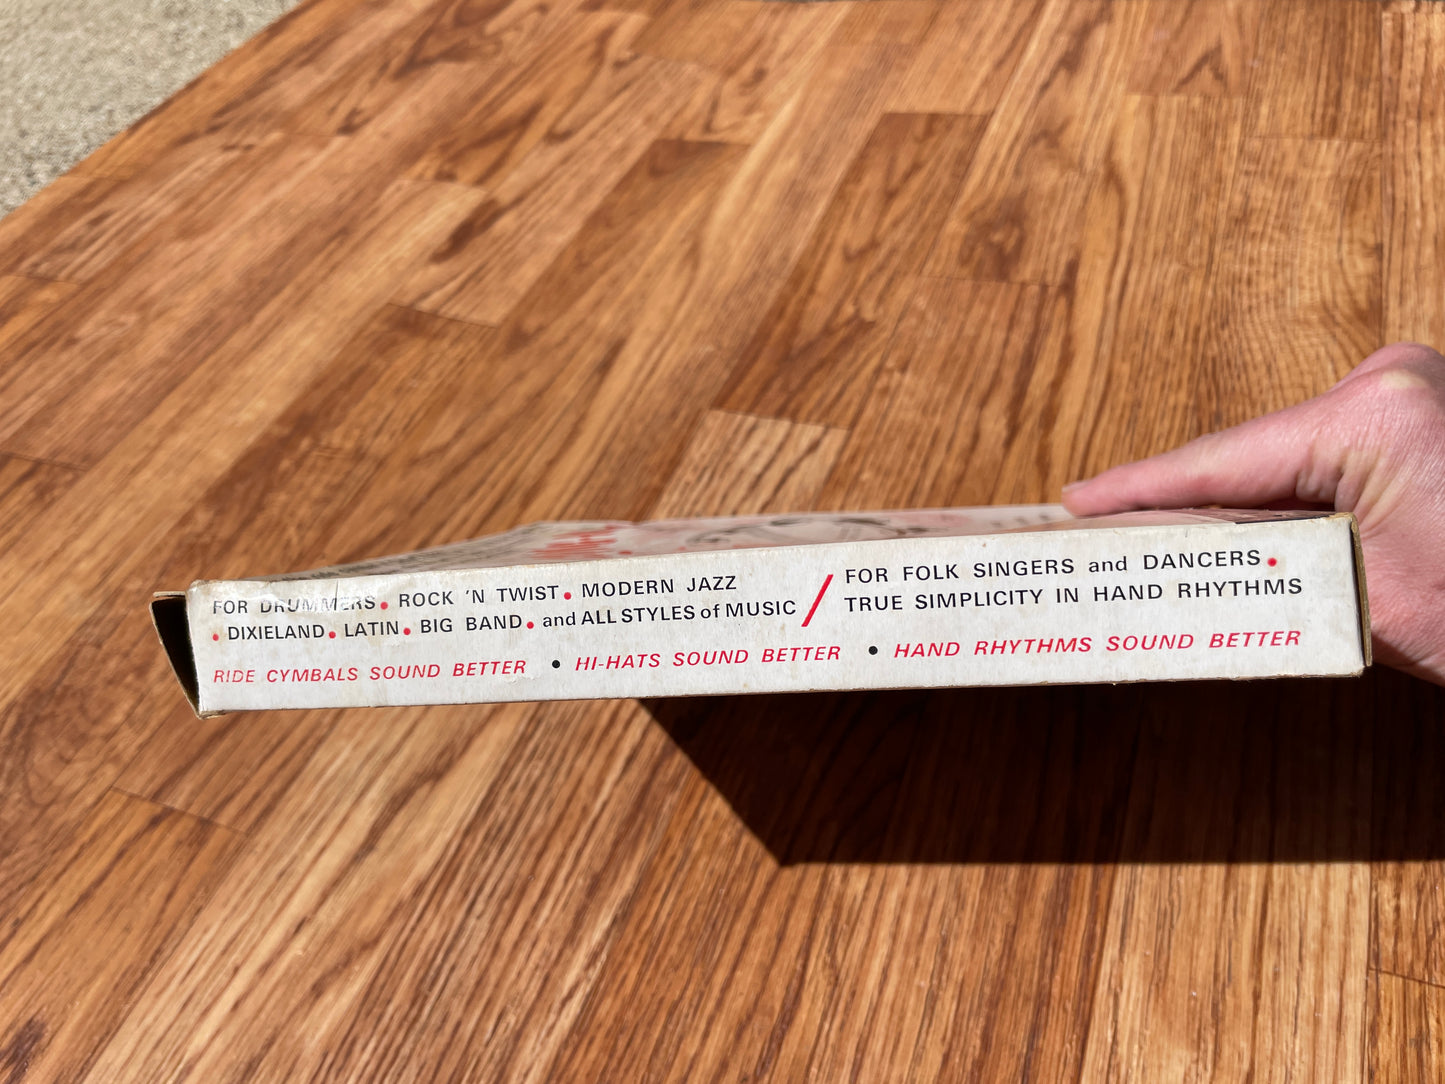 FOR DRUMMERS. ROCK 'N TWIST. MODERN JAZZ
• DIXIELAND. LATIN. BIG BAND. and ALL STYLES of MUSIC /
FOR FOLK SINGERS and DANCERS.
TRUE SIMPLICITY IN HAND RHYTHMS
RIDE CYMBALS SOUND BETTER • HI-HATS SOUND BETTER • HAND RHYTHMS SOUND BETTER